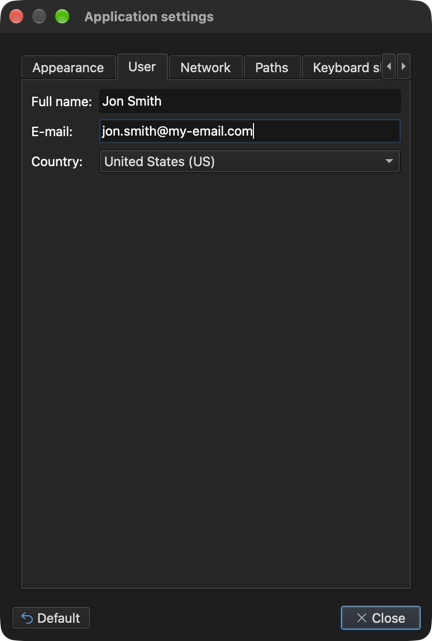 Application settings
Appearance User Network Paths Keyboard s
Full name: Jon Smith
E-mail: jon.smith@my-email.com
Country: United States (US)
Default Close